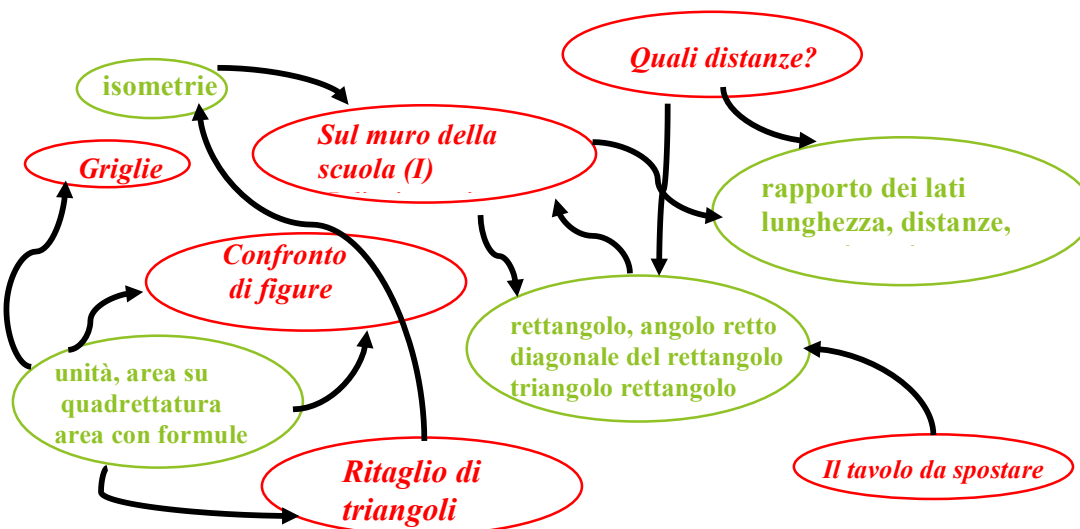 isometrie
Quali distanze?
Sul muro della
scuola (I)
Griglie
rapporto dei lati
lunghezza, distanze,
Confronto
di figure
rettangolo, angolo retto
diagonale del rettangolo
triangolo rettangolo
unità, area su
quadrettatura
area con formule
Ritaglio di
triangoli
Il tavolo da spostare